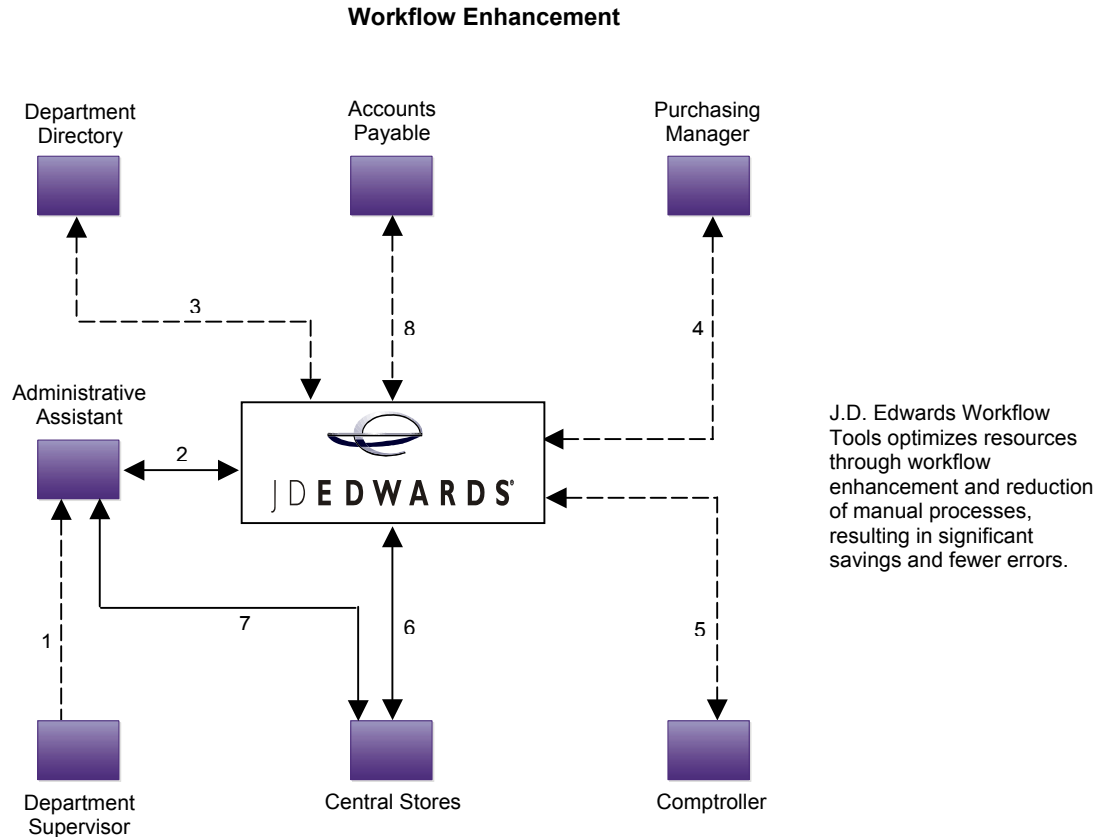 Workflow Enhancement
Department
Directory
Accounts
Payable
Purchasing
Manager
3
8
4
Administrative
Assistant
2
JDEDWARDS®
J.D. Edwards Workflow
Tools optimizes resources
through workflow
enhancement and reduction
of manual processes,
resulting in significant
savings and fewer errors.
1
7
6
5
Department
Supervisor
Central Stores
Comptroller